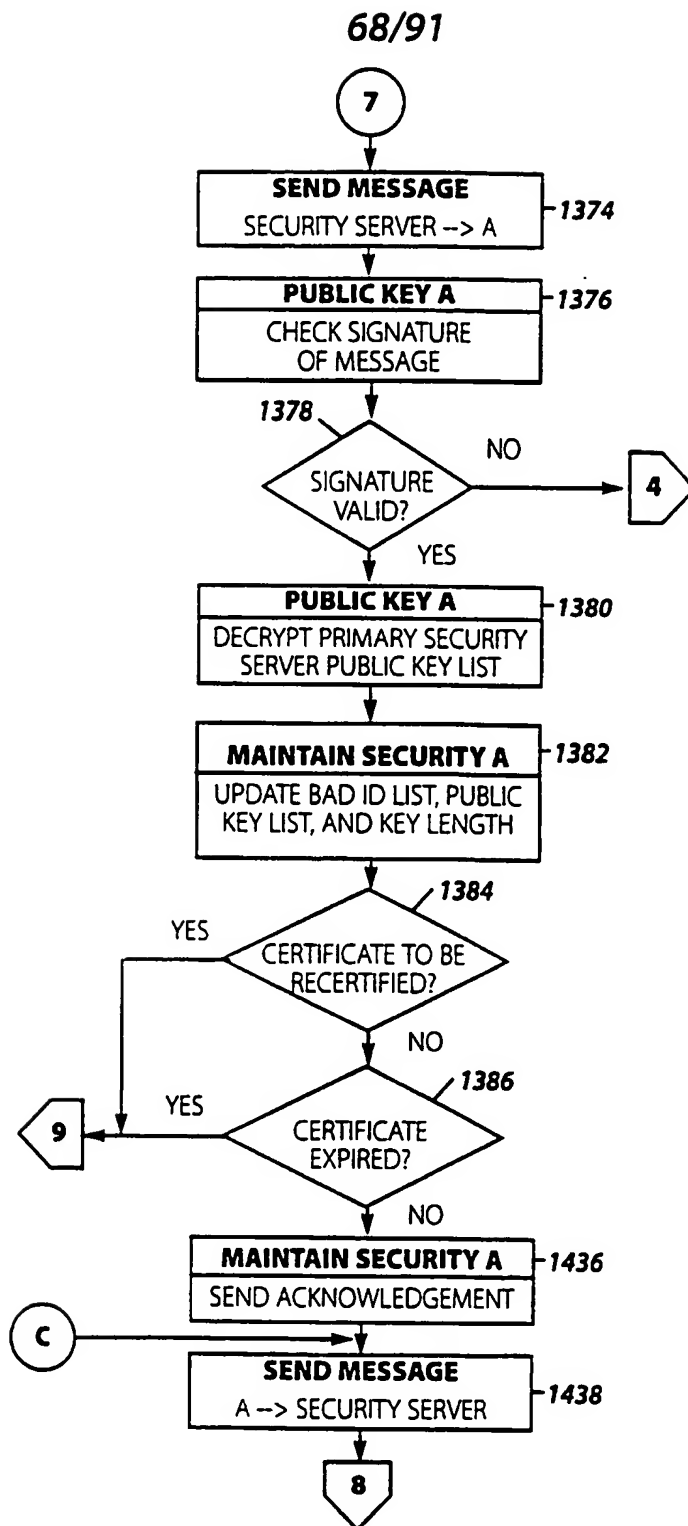 68/91
7
SEND MESSAGE
SECURITY SERVER --> A
1374
PUBLIC KEY A
1376
CHECK SIGNATURE
OF MESSAGE
1378
SIGNATURE
VALID?
NO
4
YES
PUBLIC KEY A
1380
DECRYPT PRIMARY SECURITY
SERVER PUBLIC KEY LIST
MAINTAIN SECURITY A
1382
UPDATE BAD ID LIST, PUBLIC
KEY LIST, AND KEY LENGTH
1384
YES
CERTIFICATE TO BE
RECERTIFIED?
NO
1386
YES
9
CERTIFICATE
EXPIRED?
NO
MAINTAIN SECURITY A
1436
SEND ACKNOWLEDGEMENT
C
SEND MESSAGE
A --> SECURITY SERVER
1438
8